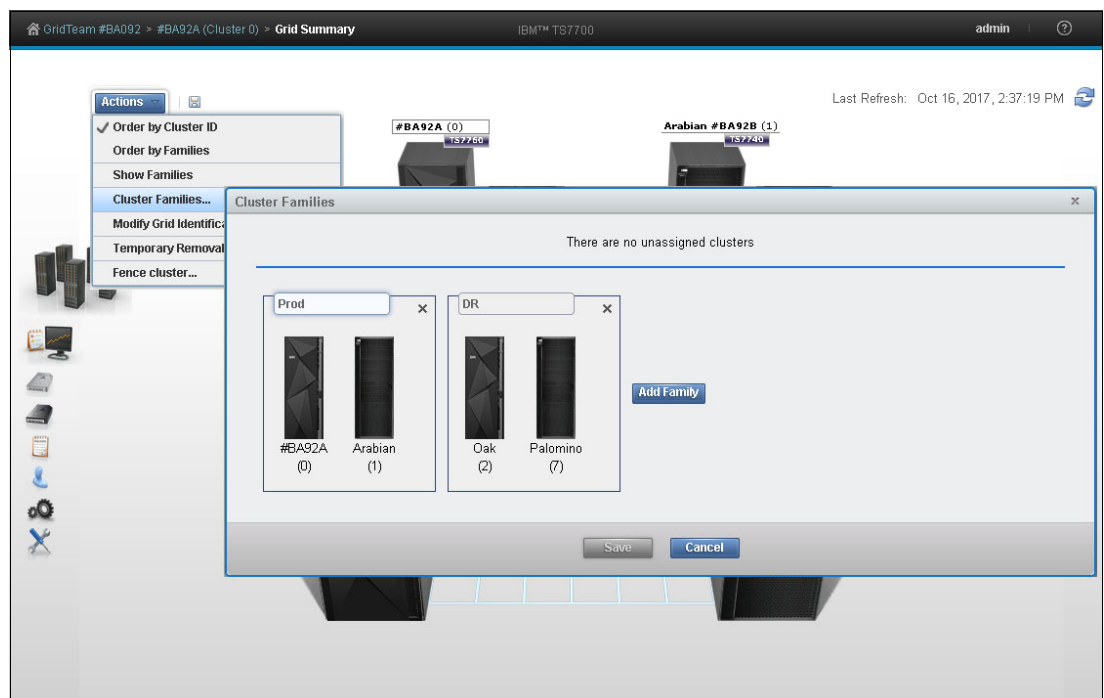 GridTeam #BA092 > #BA92A (Cluster 0) > Grid Summary
IBM™ TS7700
admin
?
Actions
Last Refresh: Oct 16, 2017, 2:37:19 PM
Order by Cluster ID
Order by Families
Show Families
Cluster Families...
Modify Grid Identifica
Temporary Removal
Fence cluster...
#BA92A (0)
TS7760
Arabian #BA92B (1)
TS7740
Cluster Families
x
There are no unassigned clusters
Prod
DR
#BA92A
(0)
Arabian
(1)
Oak
(2)
Palomino
(7)
Add Family
Save
Cancel